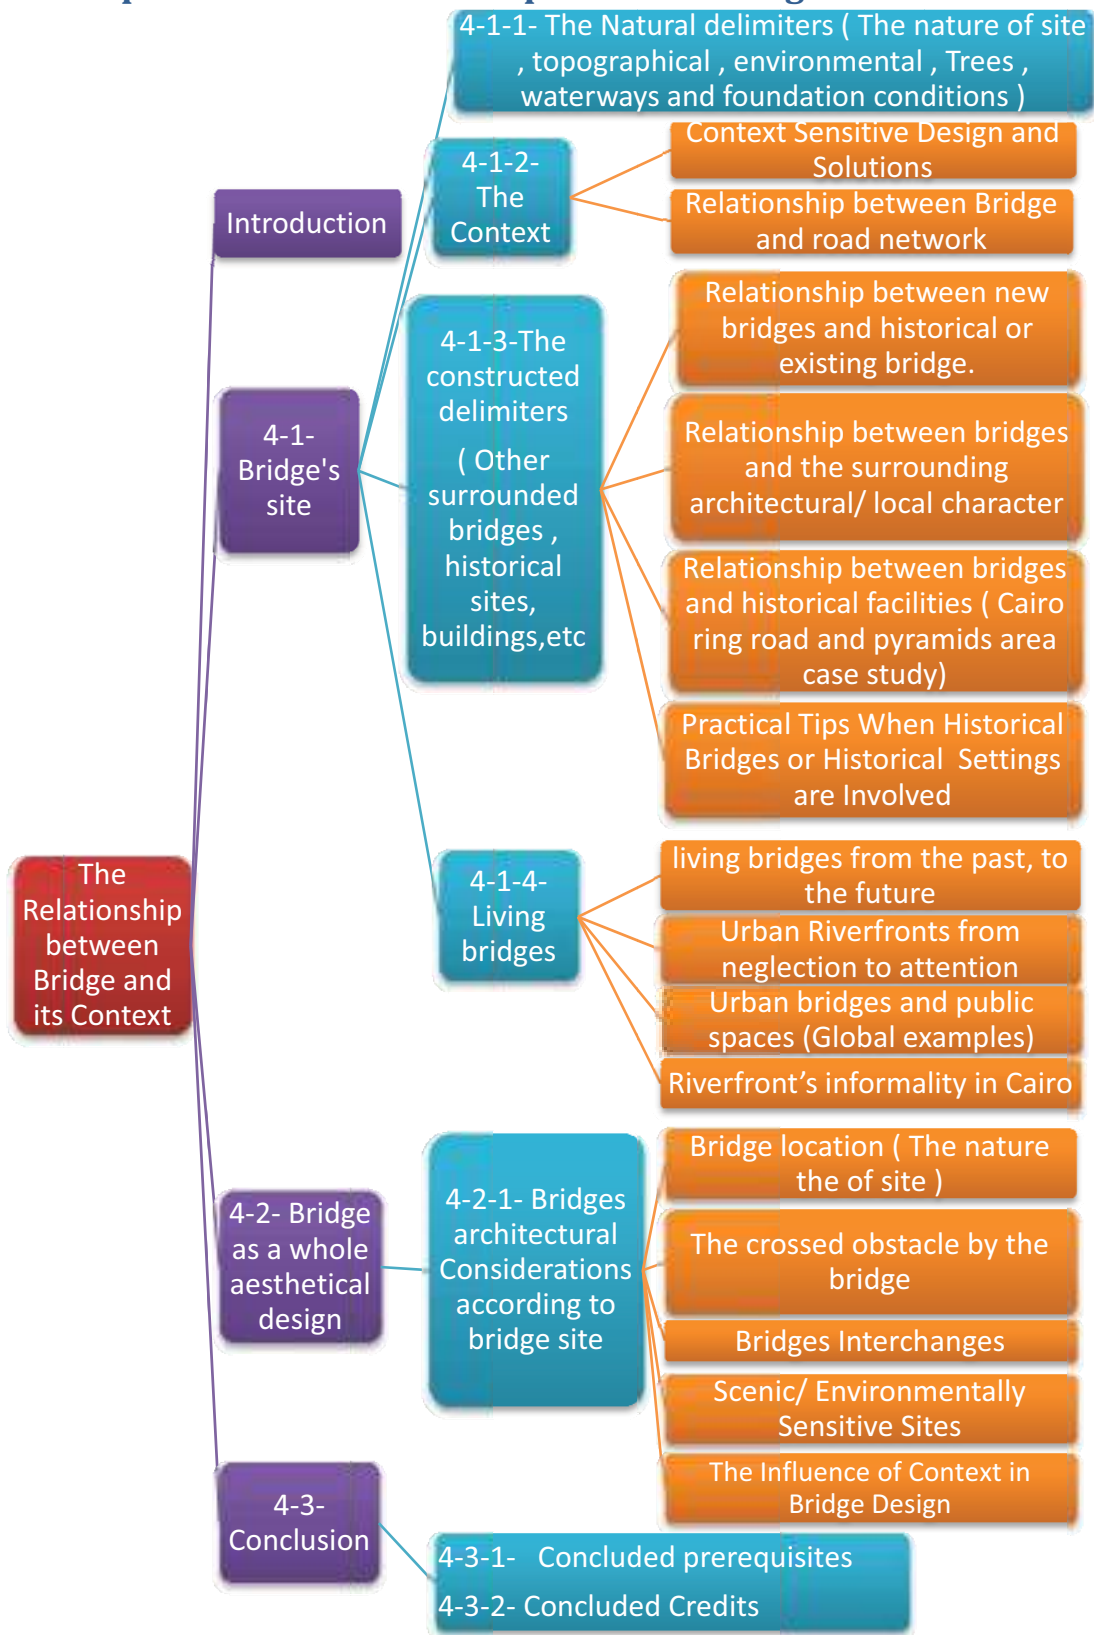 4-1-1- The Natural delimiters ( The nature of site
, topographical , environmental , Trees ,
waterways and foundation conditions )
Introduction
4-1-2-
The
Context
Context Sensitive Design and
Solutions
Relationship between Bridge
and road network
4-1-
Bridge's
site
4-1-3-The
constructed
delimiters
( Other
surrounded
bridges ,
historical
sites,
buildings,etc
Relationship between new
bridges and historical or
existing bridge.
Relationship between bridges
and the surrounding
architectural/ local character
Relationship between bridges
and historical facilities ( Cairo
ring road and pyramids area
case study)
Practical Tips When Historical
Bridges or Historical Settings
are Involved
The
Relationship
between
Bridge and
its Context
4-1-4-
Living
bridges
living bridges from the past, to
the future
Urban Riverfronts from
neglection to attention
Urban bridges and public
spaces (Global examples)
Riverfront’s informality in Cairo
4-2- Bridge
as a whole
aesthetical
design
4-2-1- Bridges
architectural
Considerations
according to
bridge site
Bridge location ( The nature
the of site )
The crossed obstacle by the
bridge
Bridges Interchanges
Scenic/ Environmentally
Sensitive Sites
The Influence of Context in
Bridge Design
4-3-
Conclusion
4-3-1- Concluded prerequisites
4-3-2- Concluded Credits